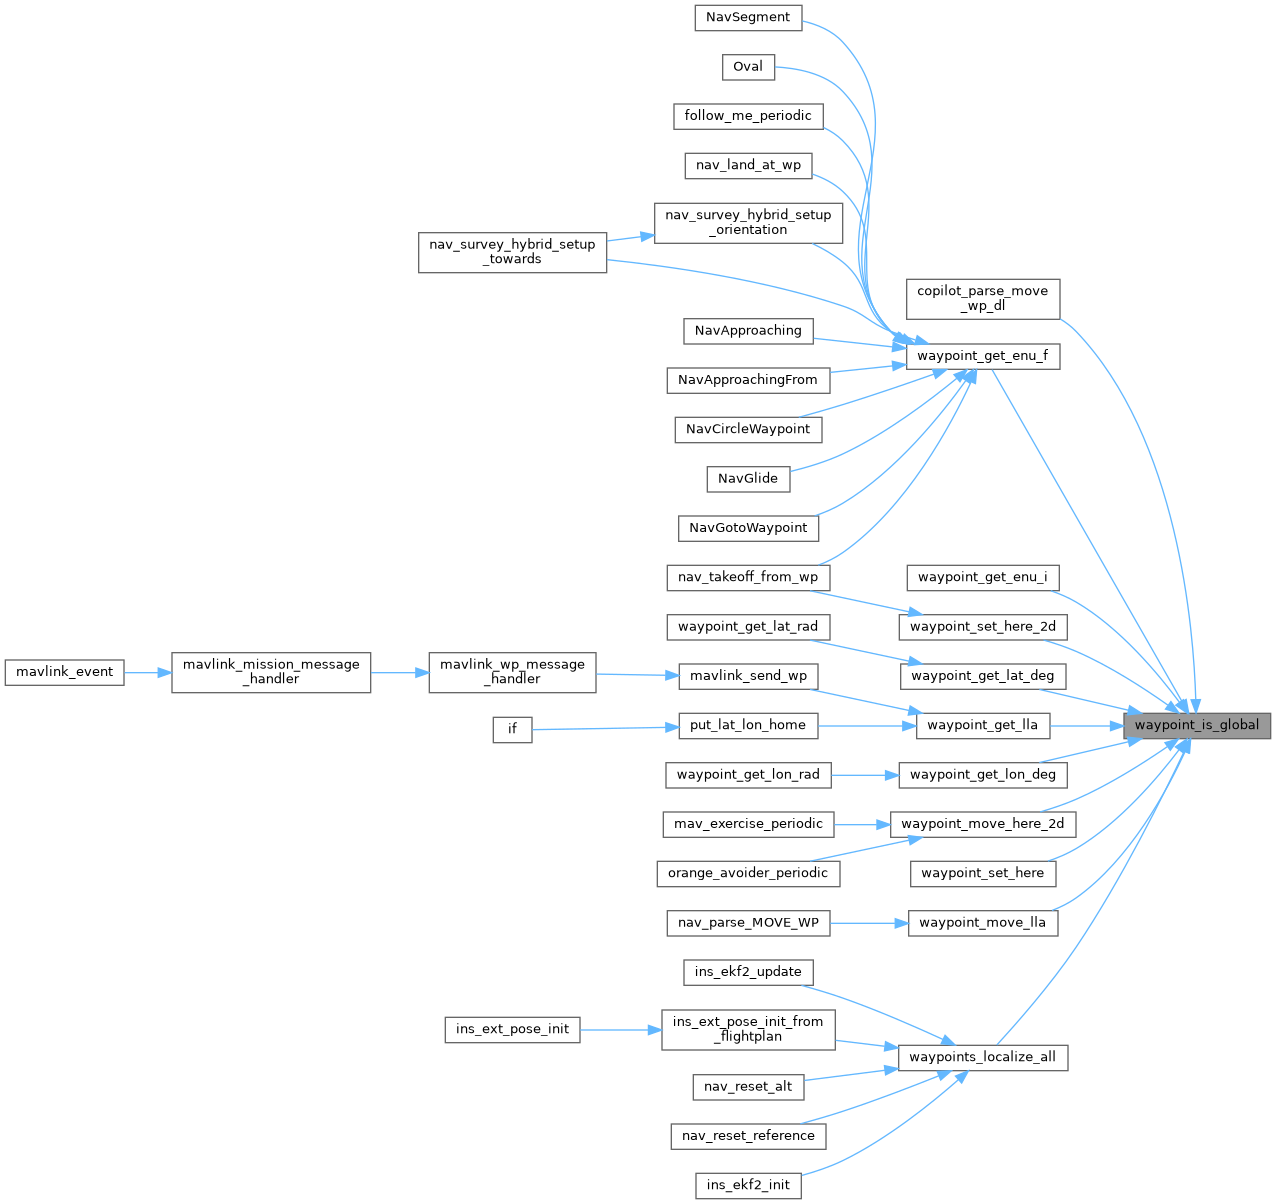 NavSegment
Oval
follow_me_periodic
nav_land_at_wp
nav_survey_hybrid_setup
_orientation
nav_survey_hybrid_setup
_towards
copilot_parse_move
_wp_dl
NavApproaching
waypoint_get_enu_f
NavApproachingFrom
NavCircleWaypoint
NavGlide
NavGotoWaypoint
nav_takeoff_from_wp
waypoint_get_enu_i
waypoint_get_lat_rad
waypoint_set_here_2d
mavlink_event
mavlink_mission_message
_handler
mavlink_wp_message
_handler
mavlink_send_wp
waypoint_get_lat_deg
if
put_lat_lon_home
waypoint_get_lla
waypoint_is_global
waypoint_get_lon_rad
waypoint_get_lon_deg
mav_exercise_periodic
waypoint_move_here_2d
orange_avoider_periodic
waypoint_set_here
nav_parse_MOVE_WP
waypoint_move_lla
ins_ekf2_update
ins_ext_pose_init
ins_ext_pose_init_from
_flightplan
waypoints_localize_all
nav_reset_alt
nav_reset_reference
ins_ekf2_init